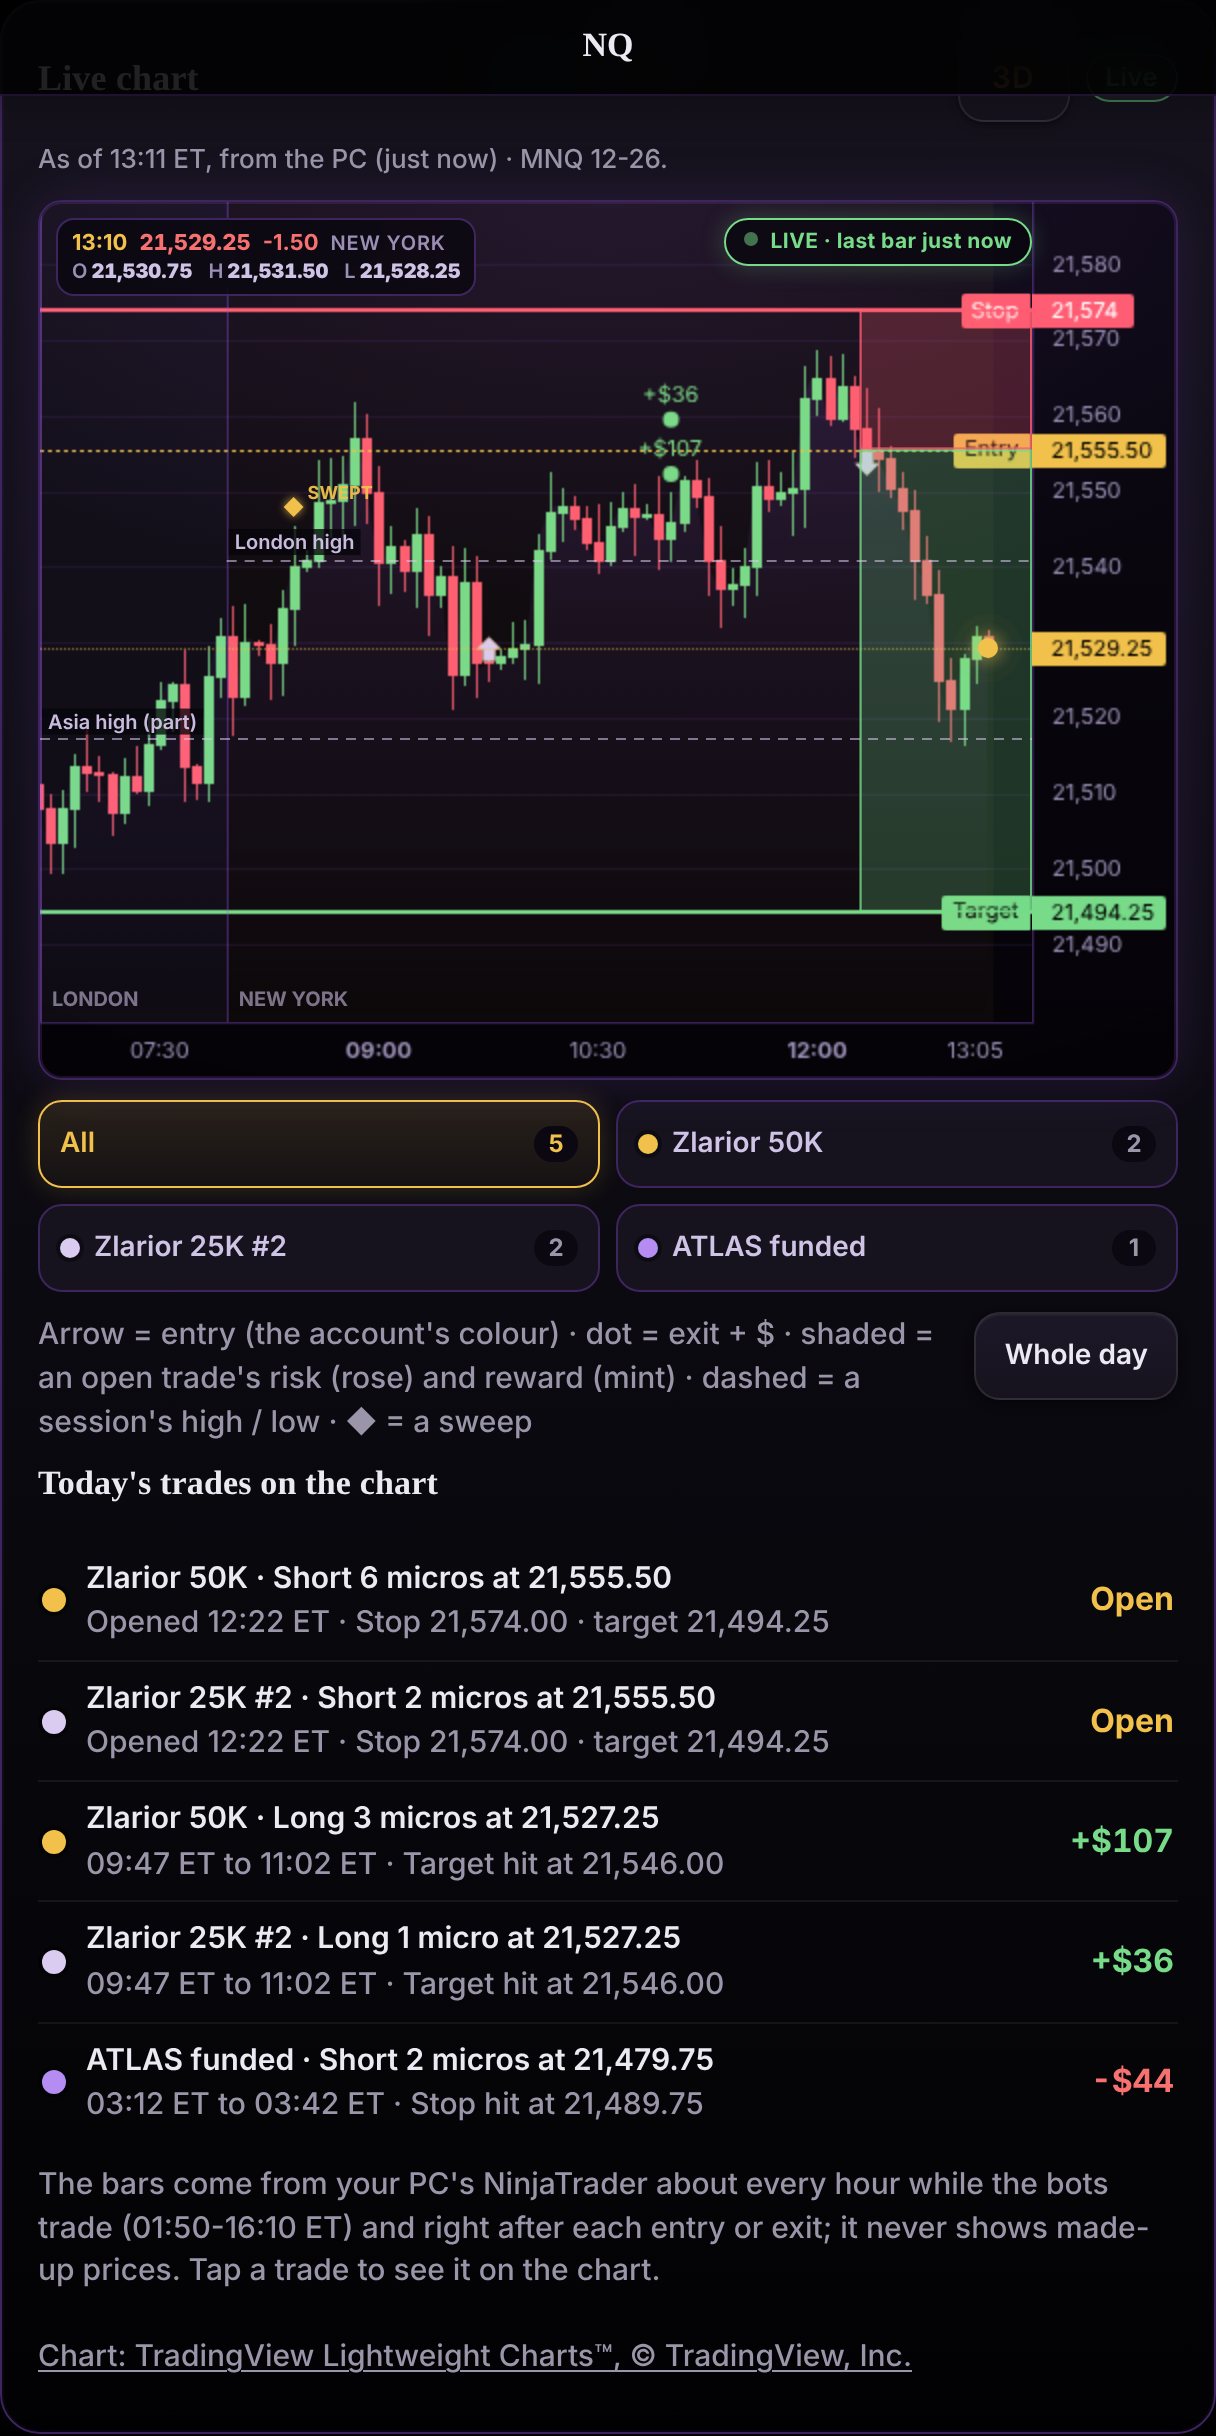 NQ
Live chart
3D
Live
As of 13:11 ET, from the PC (just now) · MNQ 12-26.
13:10 21,529.25 -1.50 NEW YORK
O 21,530.75 H 21,531.50 L 21,528.25
LIVE · last bar just now
21,580
Stop 21,574
21,570
+$36
21,560
+$107
Entry 21,555.50
SWEPT
21,550
London high
21,540
21,529.25
Asia high (part)
21,520
21,510
21,500
Target 21,494.25
21,490
LONDON
NEW YORK
07:30 09:00 10:30 12:00 13:05
All 5
Zlarior 50K 2
Zlarior 25K #2 2
ATLAS funded 1
Arrow = entry (the account's colour) · dot = exit + $ · shaded =
an open trade's risk (rose) and reward (mint) · dashed = a
session's high / low · ◆ = a sweep
Whole day
Today's trades on the chart
Zlarior 50K · Short 6 micros at 21,555.50
Opened 12:22 ET · Stop 21,574.00 · target 21,494.25
Open
Zlarior 25K #2 · Short 2 micros at 21,555.50
Opened 12:22 ET · Stop 21,574.00 · target 21,494.25
Open
Zlarior 50K · Long 3 micros at 21,527.25
09:47 ET to 11:02 ET · Target hit at 21,546.00
+$107
Zlarior 25K #2 · Long 1 micro at 21,527.25
09:47 ET to 11:02 ET · Target hit at 21,546.00
+$36
ATLAS funded · Short 2 micros at 21,479.75
03:12 ET to 03:42 ET · Stop hit at 21,489.75
-$44
The bars come from your PC's NinjaTrader about every hour while the bots
trade (01:50-16:10 ET) and right after each entry or exit; it never shows made-
up prices. Tap a trade to see it on the chart.
Chart: TradingView Lightweight Charts™, © TradingView, Inc.